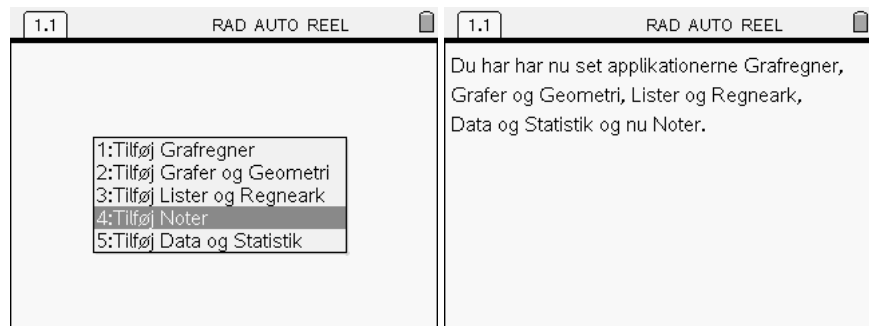 1.1 RAD AUTO REEL
1:Tilføj Grafregner
2:Tilføj Grafer og Geometri
3:Tilføj Lister og Regneark
4:Tilføj Noter
5:Tilføj Data og Statistik
1.1 RAD AUTO REEL
Du har har nu set applikationerne Grafregner,
Grafer og Geometri, Lister og Regneark,
Data og Statistik og nu Noter.